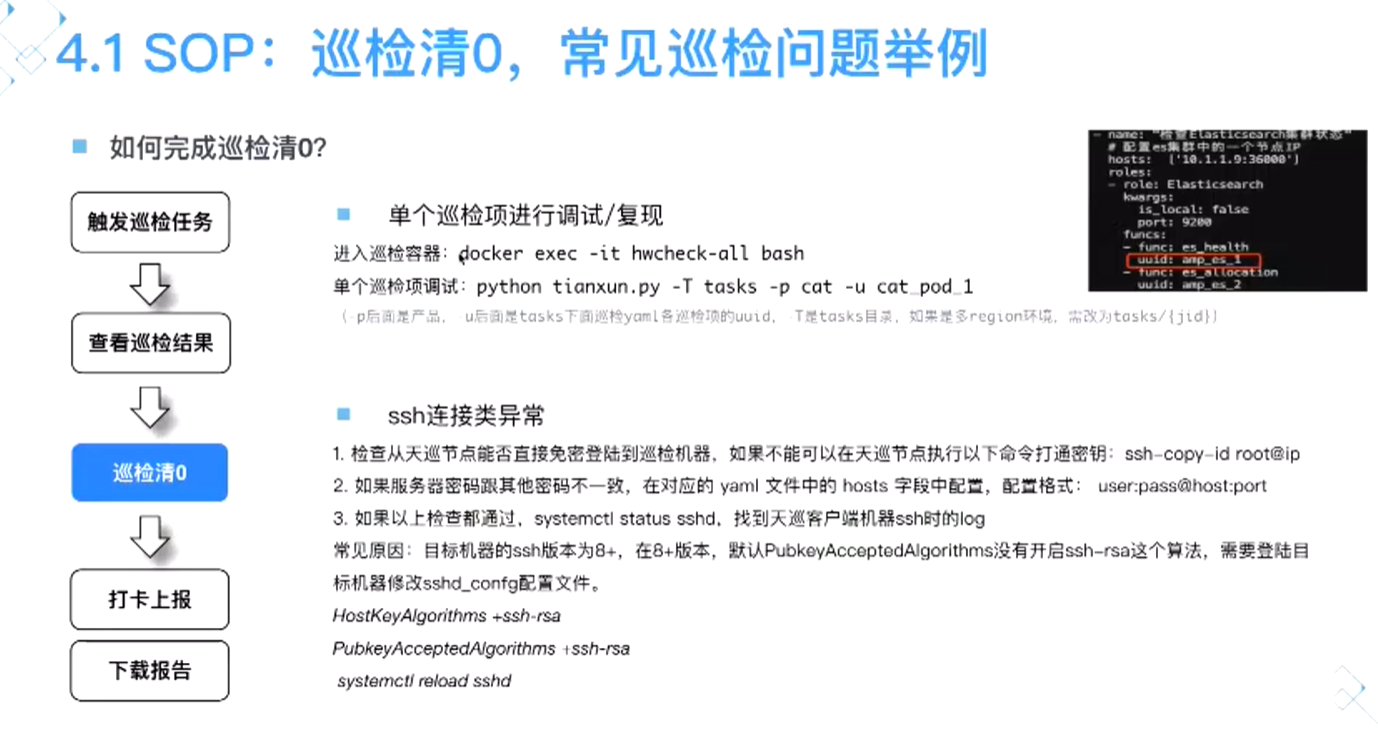 4.1 SOP：巡检清0，常见巡检问题举例
如何完成巡检清0?
触发巡检任务
查看巡检结果
巡检清0
打卡上报
下载报告
单个巡检项进行调试/复现
进入巡检容器：docker exec -it hwcheck-all bash
单个巡检项调试：python tianxun.py -T tasks -p cat -u cat_pod_1
（-p后面是产品，-u后面是tasks下面巡检yaml各巡检项的uuid，-T是tasks目录，如果是多region环境，需改为tasks/{jid}）
- name: "检查Elasticsearch集群状态"
# 配置es集群中的一个节点IP
hosts: ['10.1.1.9:36000']
roles:
- role: Elasticsearch
kwargs:
is_local: false
port: 9200
funcs:
- func: es_health
uuid: amp_es_1
- func: es_allocation
uuid: amp_es_2
ssh连接类异常
1. 检查从天巡节点能否直接免密登陆到巡检机器，如果不能可以在天巡节点执行以下命令打通密钥：ssh-copy-id root@ip
2. 如果服务器密码跟其他密码不一致，在对应的 yaml 文件中的 hosts 字段中配置，配置格式： user:pass@host:port
3. 如果以上检查都通过，systemctl status sshd，找到天巡客户端机器ssh时的log
常见原因：目标机器的ssh版本为8+，在8+版本，默认PubkeyAcceptedAlgorithms没有开启ssh-rsa这个算法，需要登陆目
标机器修改sshd_confg配置文件。
HostKeyAlgorithms +ssh-rsa
PubkeyAcceptedAlgorithms +ssh-rsa
systemctl reload sshd